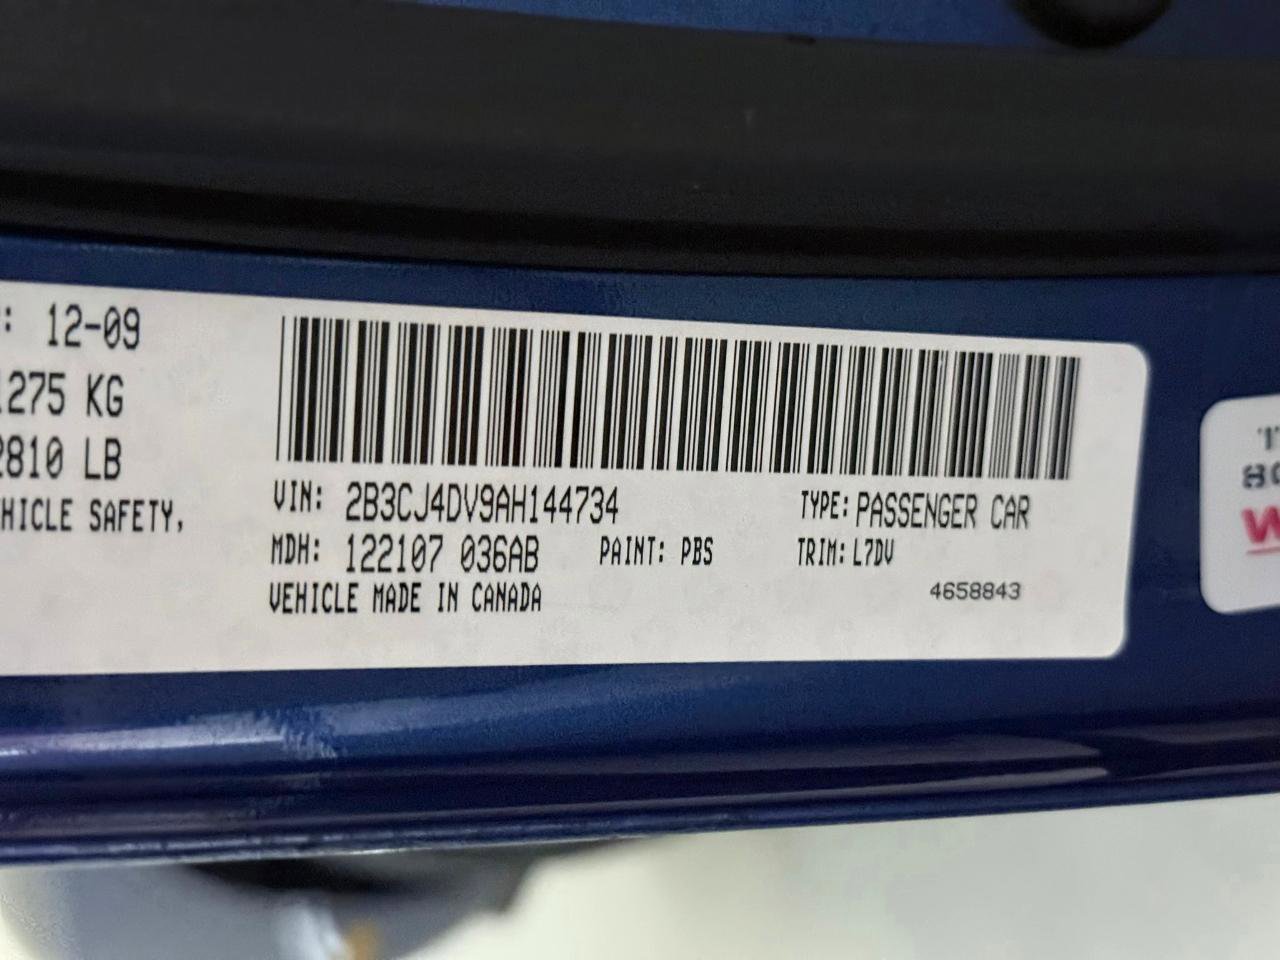 : 12-09
1275 KG
2810 LB
HICLE SAFETY,
VIN: 2B3CJ4DV9AH144734
TYPE: PASSENGER CAR
MDH: 122107 036AB
PAINT: PBS
TRIM: L7DV
VEHICLE MADE IN CANADA
4658843